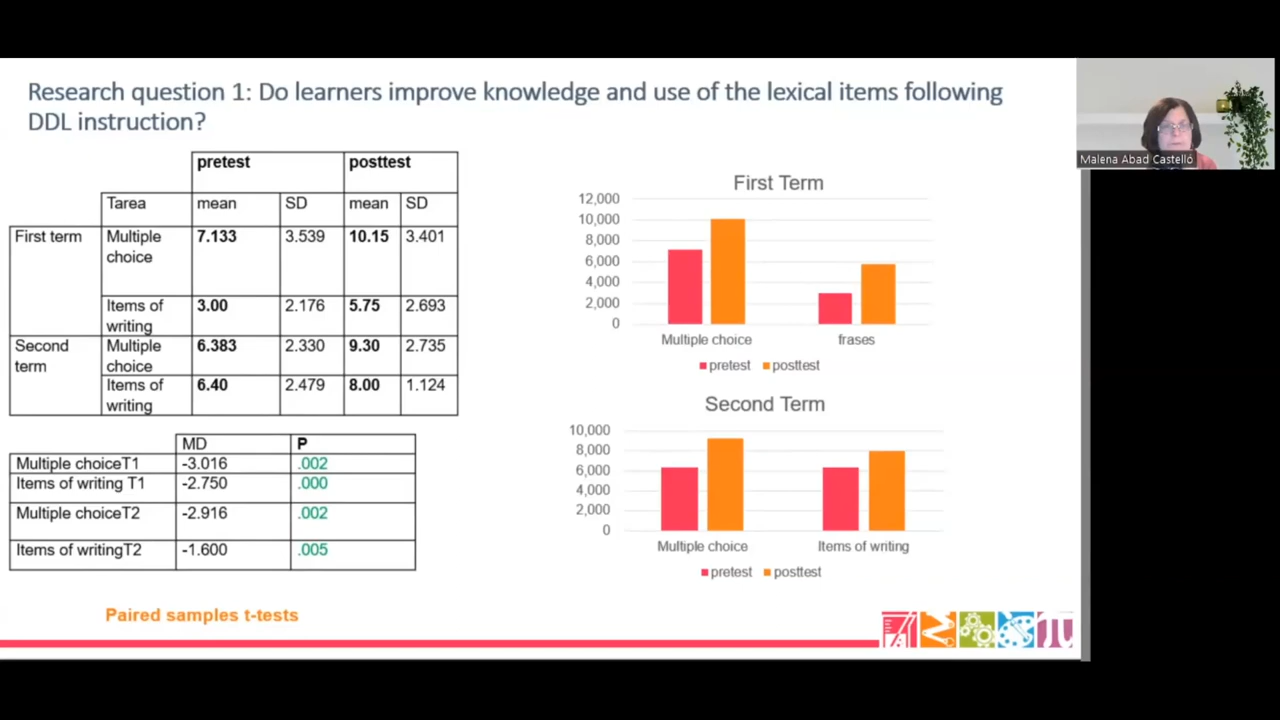 Research question 1: Do learners improve knowledge and use of the lexical items following
DDL instruction?
Malena Abad Castelló
pretest posttest
Tarea mean SD mean SD
First term Multiple choice 7.133 3.539 10.15 3.401
Items of writing 3.00 2.176 5.75 2.693
Second term Multiple choice 6.383 2.330 9.30 2.735
Items of writing 6.40 2.479 8.00 1.124
MD P
Multiple choiceT1 -3.016 .002
Items of writing T1 -2.750 .000
Multiple choiceT2 -2.916 .002
Items of writingT2 -1.600 .005
Paired samples t-tests
First Term
12,000
10,000
8,000
6,000
4,000
2,000
0
Multiple choice frases
pretest posttest
Second Term
10,000
8,000
6,000
4,000
2,000
0
Multiple choice Items of writing
pretest posttest